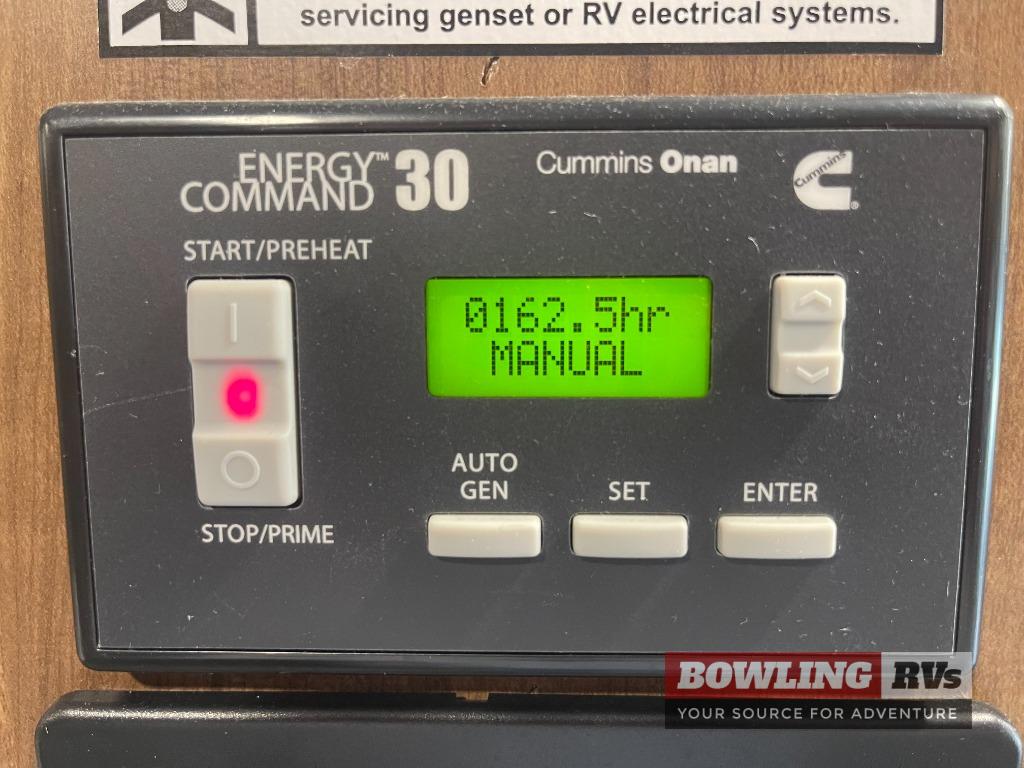 servicing genset or RV electrical systems.
ENERGY™
COMMAND 30
Cummins Onan
Cummins®
START/PREHEAT
0162.5hr
MANUAL
STOP/PRIME
AUTO
GEN
SET
ENTER
BOWLING RVs
YOUR SOURCE FOR ADVENTURE